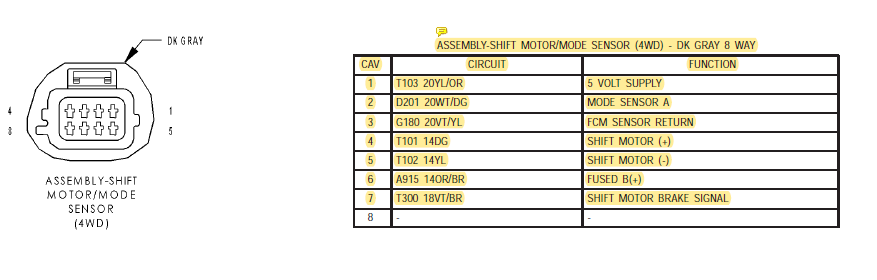 DK GRAY
4
1
8
5
ASSEMBLY-SHIFT
MOTOR/MODE
SENSOR
(4WD)
ASSEMBLY-SHIFT MOTOR/MODE SENSOR (4WD) - DK GRAY 8 WAY
CAV CIRCUIT FUNCTION
1 T103 20YL/OR 5 VOLT SUPPLY
2 D201 20WT/DG MODE SENSOR A
3 G180 20VT/YL FCM SENSOR RETURN
4 T101 14DG SHIFT MOTOR (+)
5 T102 14YL SHIFT MOTOR (-)
6 A915 14OR/BR FUSED B(+)
7 T300 18VT/BR SHIFT MOTOR BRAKE SIGNAL
8 - -